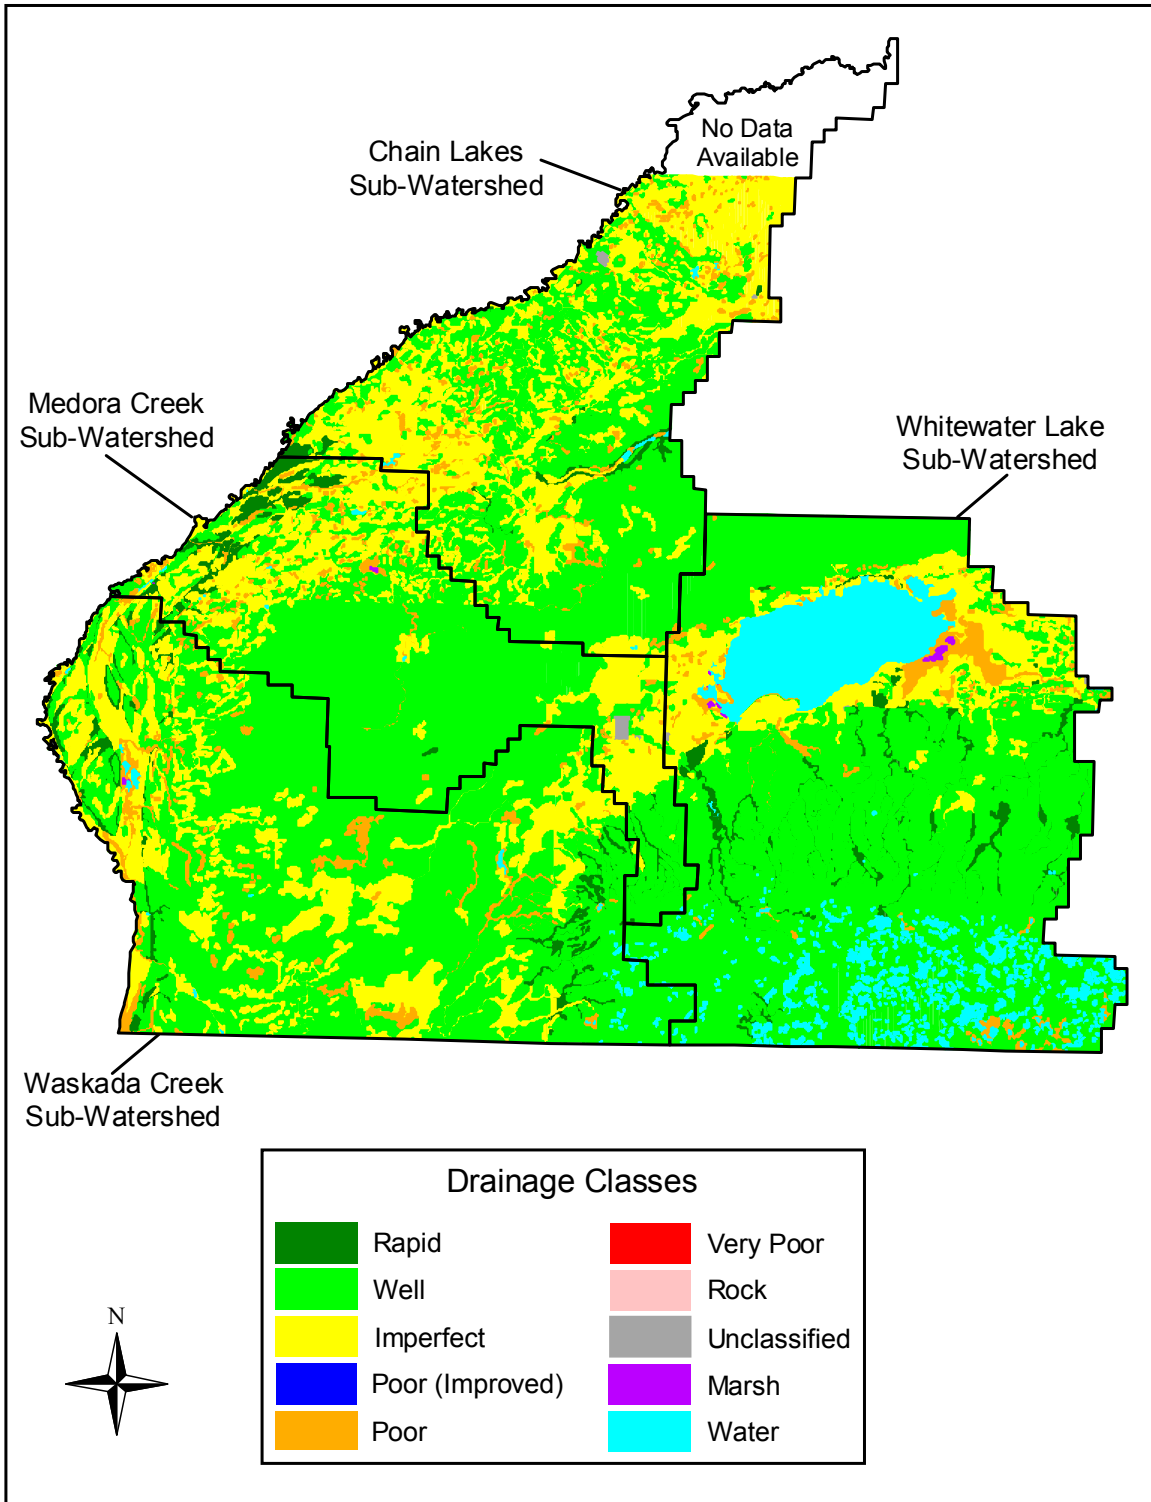 No Data
Available
Chain Lakes
Sub-Watershed
Medora Creek
Sub-Watershed
Whitewater Lake
Sub-Watershed
Waskada Creek
Sub-Watershed
Drainage Classes
Rapid
Well
Imperfect
Poor (Improved)
Poor
Very Poor
Rock
Unclassified
Marsh
Water
N